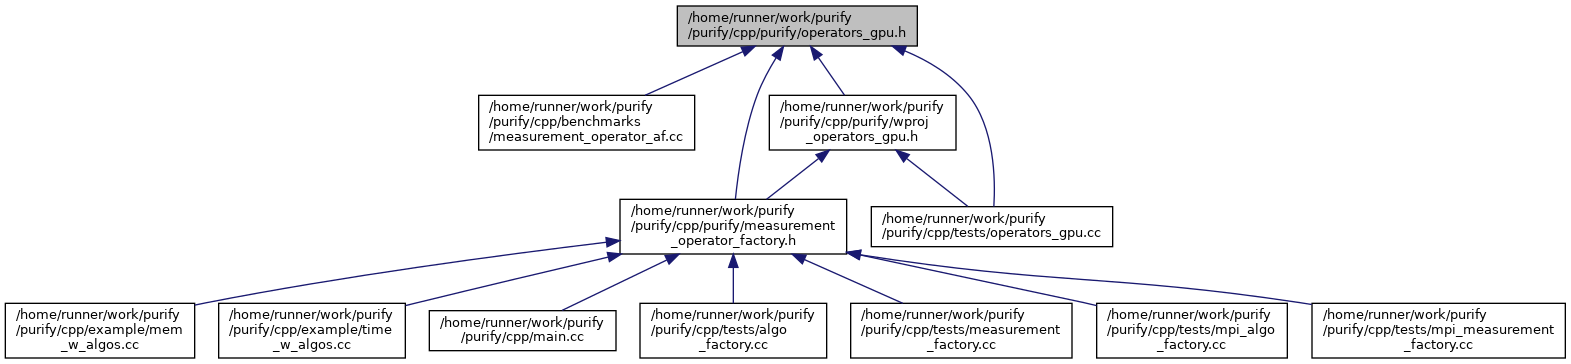 /home/runner/work/purify
/purify/cpp/purify/operators_gpu.h
/home/runner/work/purify
/purify/cpp/benchmarks
/measurement_operator_af.cc
/home/runner/work/purify
/purify/cpp/purify/wproj
_operators_gpu.h
/home/runner/work/purify
/purify/cpp/purify/measurement
_operator_factory.h
/home/runner/work/purify
/purify/cpp/tests/operators_gpu.cc
/home/runner/work/purify
/purify/cpp/example/mem
_w_algos.cc
/home/runner/work/purify
/purify/cpp/example/time
_w_algos.cc
/home/runner/work/purify
/purify/cpp/main.cc
/home/runner/work/purify
/purify/cpp/tests/algo
_factory.cc
/home/runner/work/purify
/purify/cpp/tests/measurement
_factory.cc
/home/runner/work/purify
/purify/cpp/tests/mpi_algo
_factory.cc
/home/runner/work/purify
/purify/cpp/tests/mpi_measurement
_factory.cc